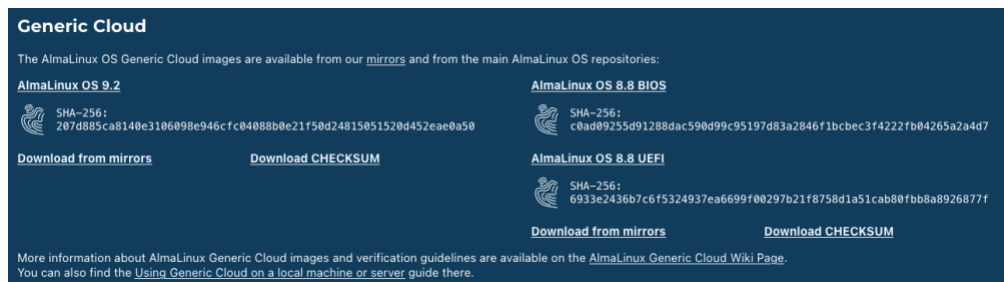 Generic Cloud
The AlmaLinux OS Generic Cloud images are available from our mirrors and from the main AlmaLinux OS repositories:
AlmaLinux OS 9.2
SHA-256:
207d885ca8140e3106098e946cfc04088b0e21f50d24815051520d452eae0a50
Download from mirrors
Download CHECKSUM
AlmaLinux OS 8.8 BIOS
SHA-256:
c0ad09255d91288dac590d99c95197d83a2846f1bcbec3f4222fb04265a2a4d7
AlmaLinux OS 8.8 UEFI
SHA-256:
6933e2436b7c6f5324937ea6699f00297b21f8758d1a51cab80fbb8a8926877f
Download from mirrors
Download CHECKSUM
More information about AlmaLinux Generic Cloud images and verification guidelines are available on the AlmaLinux Generic Cloud Wiki Page.
You can also find the Using Generic Cloud on a local machine or server guide there.